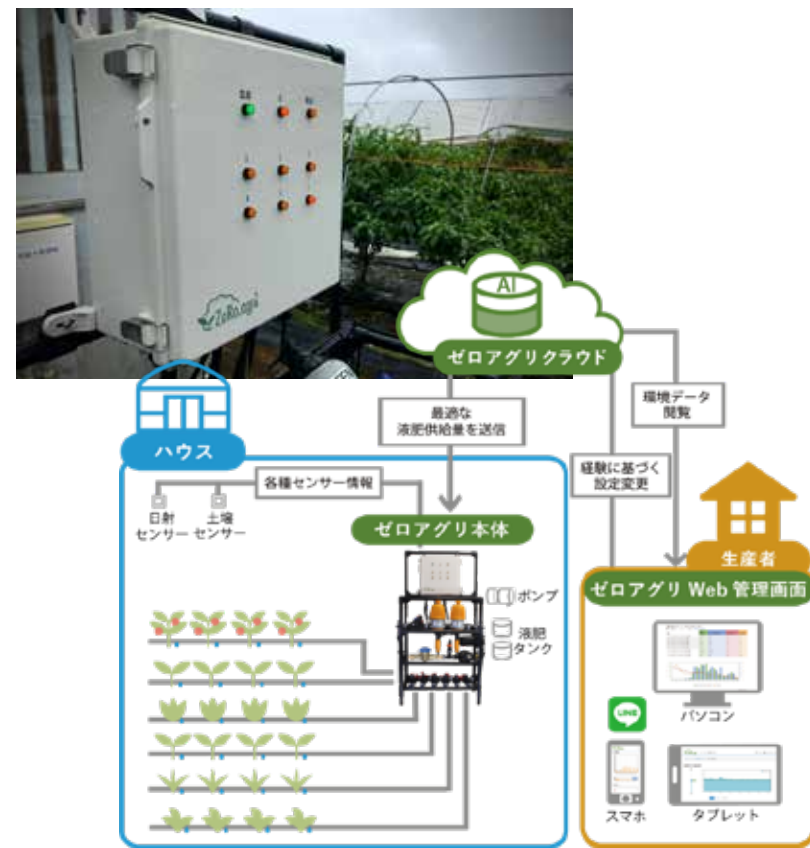 ZeRo.agri
AI
ゼロアグリクラウド
最適な
液肥供給量を送信
環境データ
閲覧
ハウス
各種センサー情報
経験に基づく
設定変更
日射
センサー
土壌
センサー
ゼロアグリ本体
生産者
ゼロアグリ Web 管理画面
ポンプ
液肥
タンク
パソコン
LINE
スマホ
タブレット